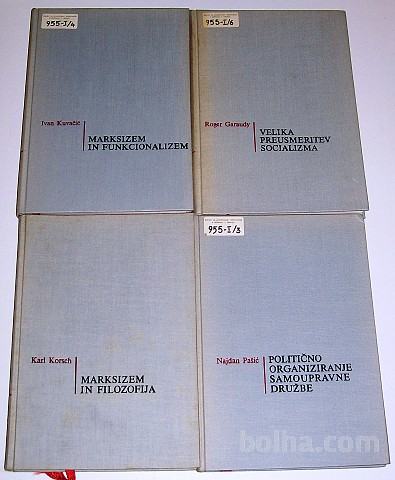 955-I/4
Ivan Kuvačić
MARKSIZEM
IN FUNKCIONALIZEM
955-I/6
Roger Garaudy
VELIKA
PREUSMERITEV
SOCIALIZMA
Karl Korsch
MARKSIZEM
IN FILOZOFIJA
955-I/3
Najdan Pašić
POLITIČNO
ORGANIZIRANJE
SAMOUPRAVNE
DRUŽBE
bolha.com